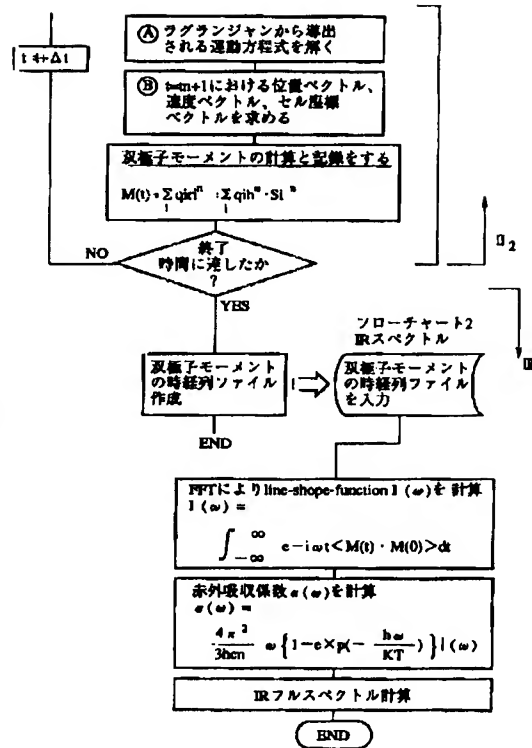 t ← +Δt
Ⓐ ラグランジャンから導出
される運動方程式を解く
Ⓑ t=tn+1における位置ベクトル、
速度ベクトル、セル座標
ベクトルを求める
双極子モーメントの計算と記録をする
M(t)=Σ qiri^n :Σ qih^n·Si^n
i i
終了
時間に達したか
?
NO
YES
フローチャート2
IRスペクトル
双極子モーメント
の時経列ファイル
作成
双極子モーメント
の時経列ファイル
を入力
END
FFTによりline-shope-function I (ω)を 計算
I (ω) =
∫ −∞ ∞ e−iωt<M(t)・M(0)>dt
赤外吸収係数α(ω)を計算
α(ω) =
4π² / 3hcn ω{1−e×p(− hω / KT )}I(ω)
IRフルスペクトル計算
END